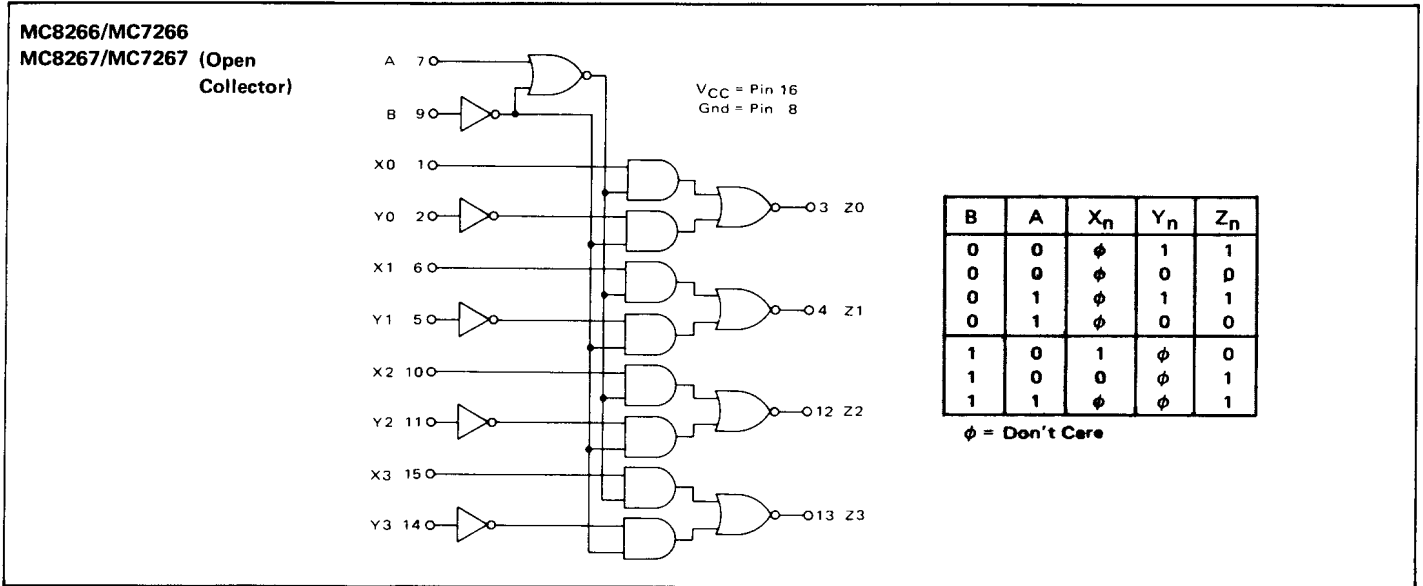 MC8266/MC7266
MC8267/MC7267 (Open
Collector)
A 7
B 9
VCC = Pin 16
Gnd = Pin 8
X0 1
Y0 2
3 Z0
X1 6
Y1 5
4 Z1
X2 10
Y2 11
12 Z2
X3 15
Y3 14
13 Z3
B A Xn Yn Zn
0 0 ϕ 1 1
0 0 ϕ 0 0
0 1 ϕ 1 1
0 1 ϕ 0 0
1 0 1 ϕ 0
1 0 0 ϕ 1
1 1 ϕ ϕ 1
ϕ = Don't Care